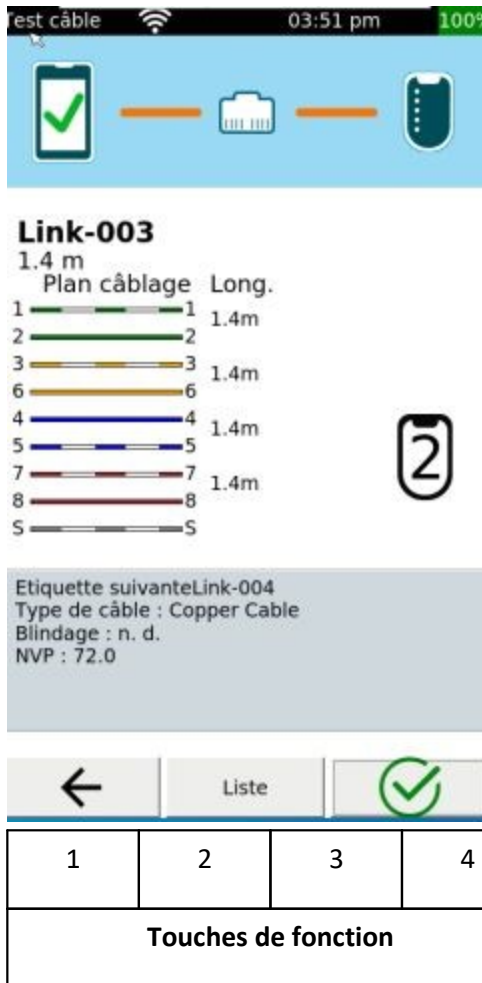 Test câble 03:51 pm 100%
Link-003
1.4 m
Plan câblage Long.
1 1
1.4m
2 2
3 3
1.4m
6 6
4 4
1.4m
5 5
7 7
1.4m
8 8
S S
2
Etiquette suivanteLink-004
Type de câble : Copper Cable
Blindage : n. d.
NVP : 72.0
Liste
1 2 3 4
Touches de fonction